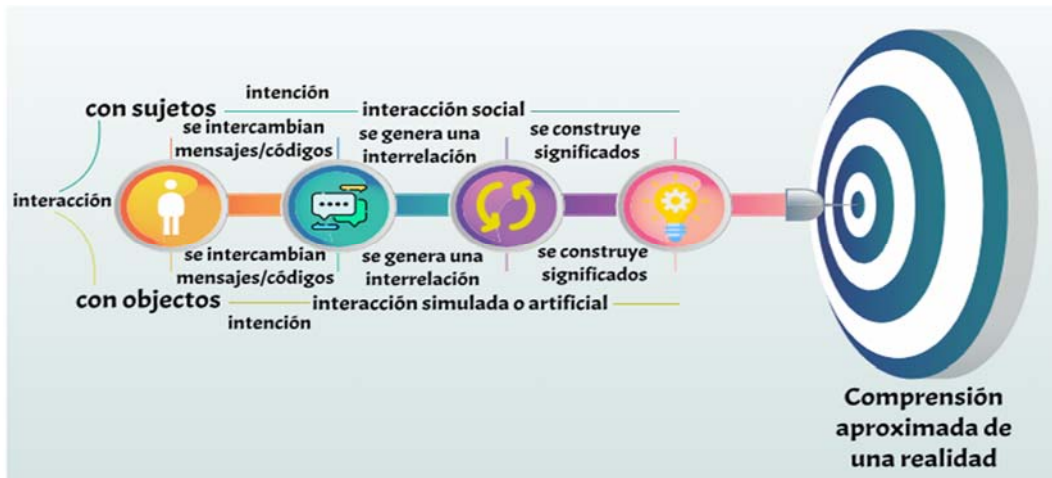 intención
con sujetos
interacción social
se intercambian
mensajes/códigos
se genera una
interrelación
se construye
significados
interacción
se intercambian
mensajes/códigos
se genera una
interrelación
se construye
significados
con objectos
interacción simulada o artificial
intención
Comprensión
aproximada de
una realidad